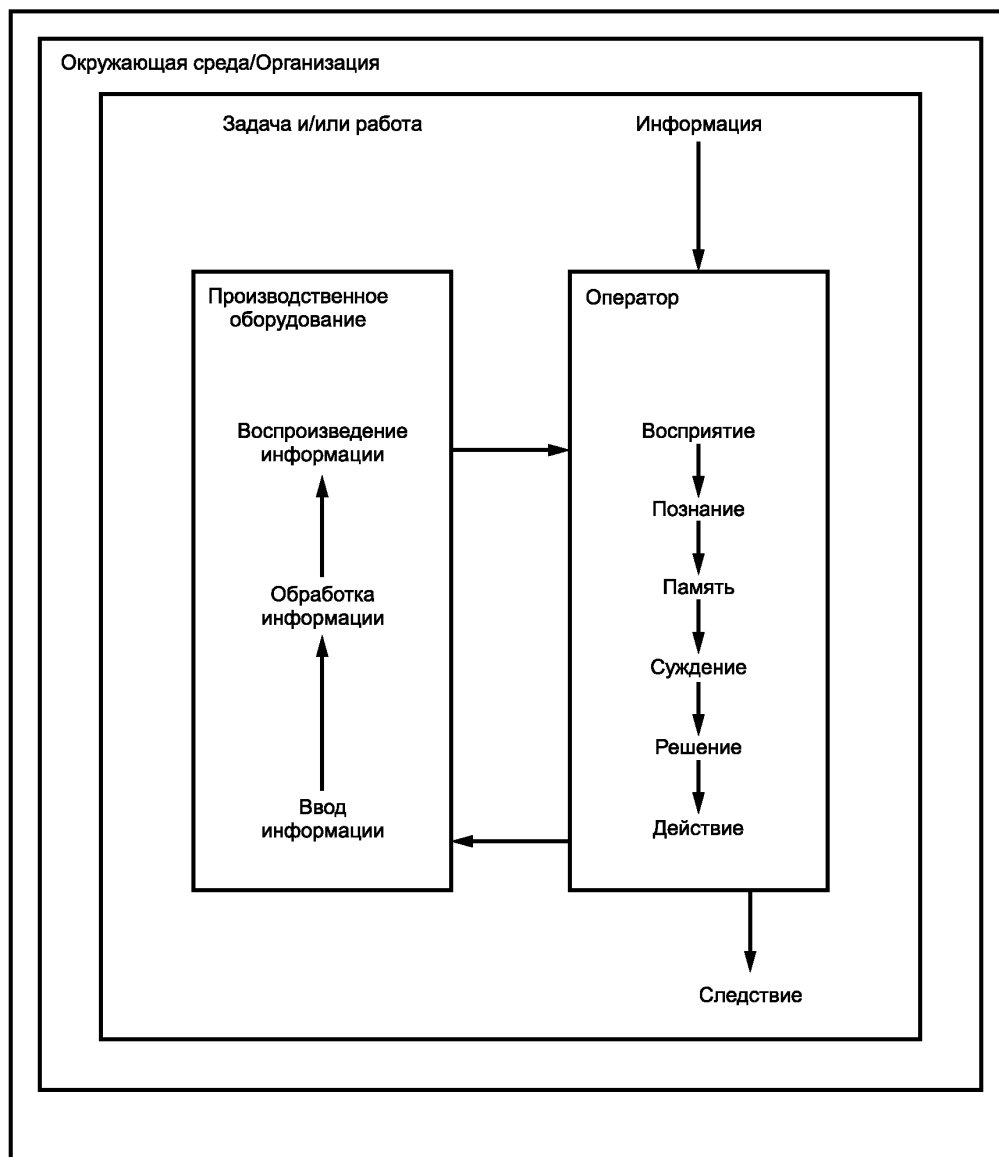 Окружающая среда/Организация
Задача и/или работа
Информация
Производственное
оборудование
Воспроизведение
информации
Обработка
информации
Ввод
информации
Оператор
Восприятие
Познание
Память
Суждение
Решение
Действие
Следствие